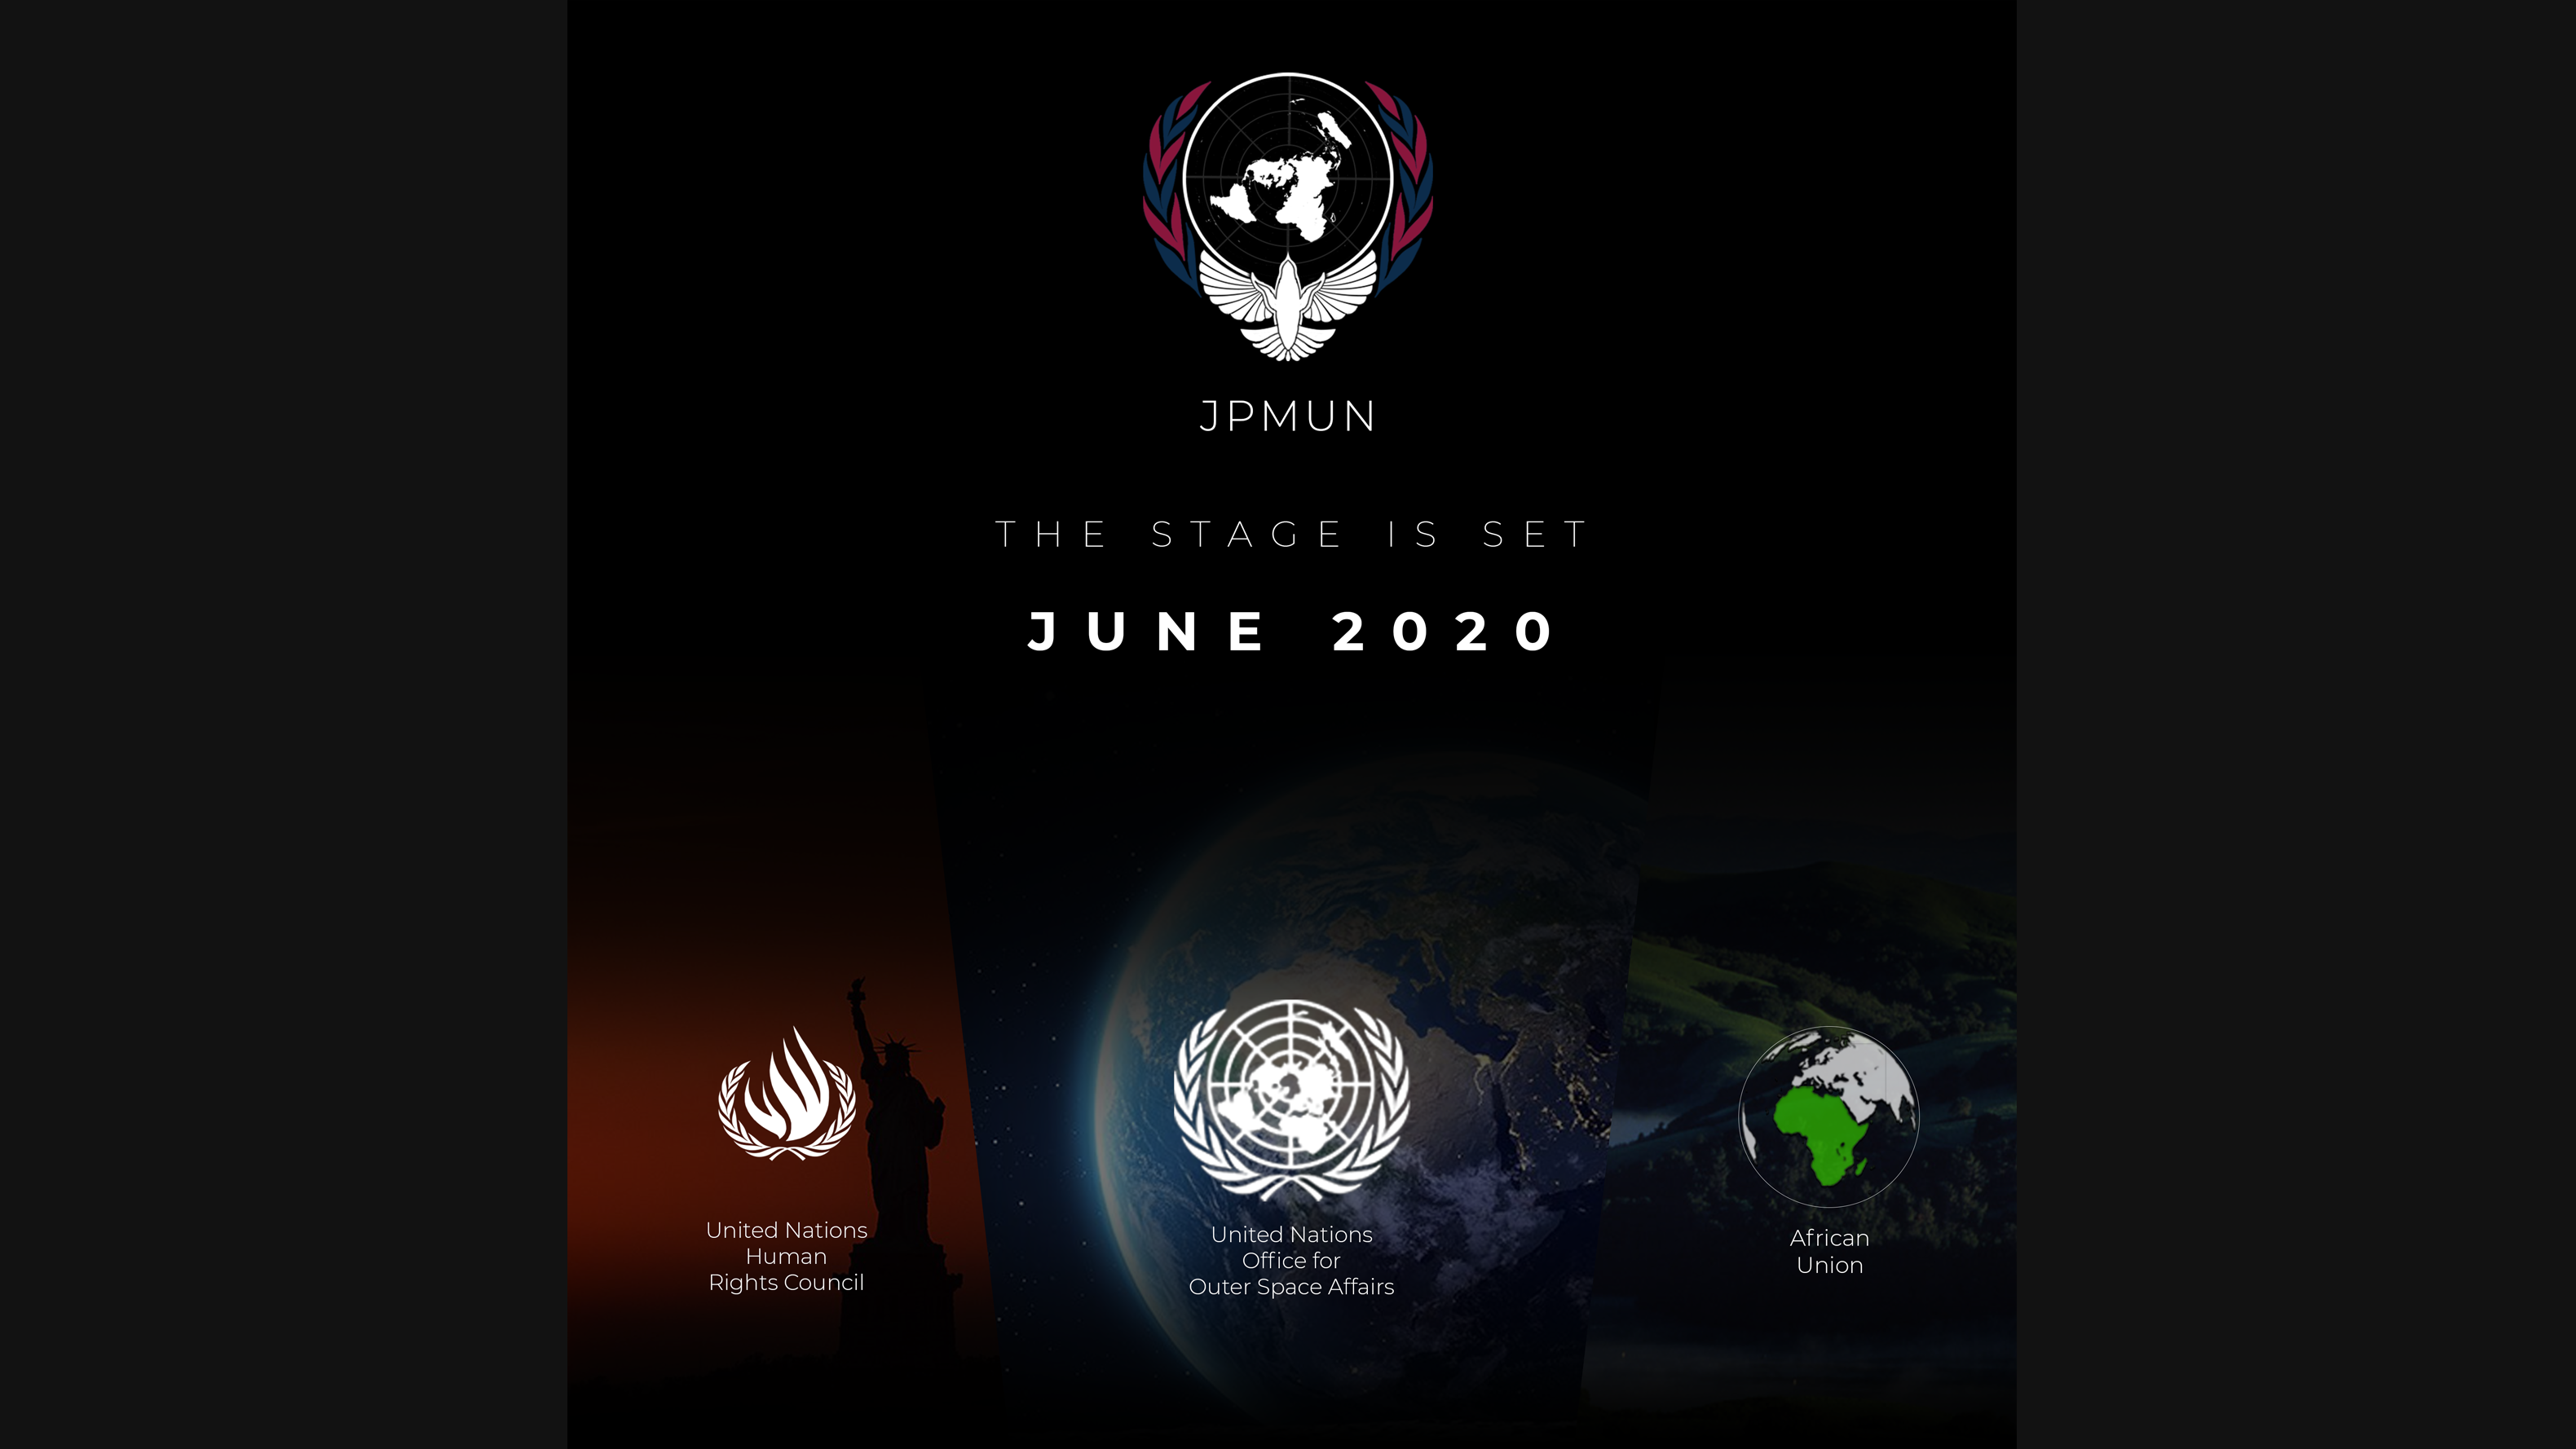 JPMUN
THE STAGE IS SET
JUNE 2020
United Nations
Human
Rights Council
United Nations
Office for
Outer Space Affairs
African
Union